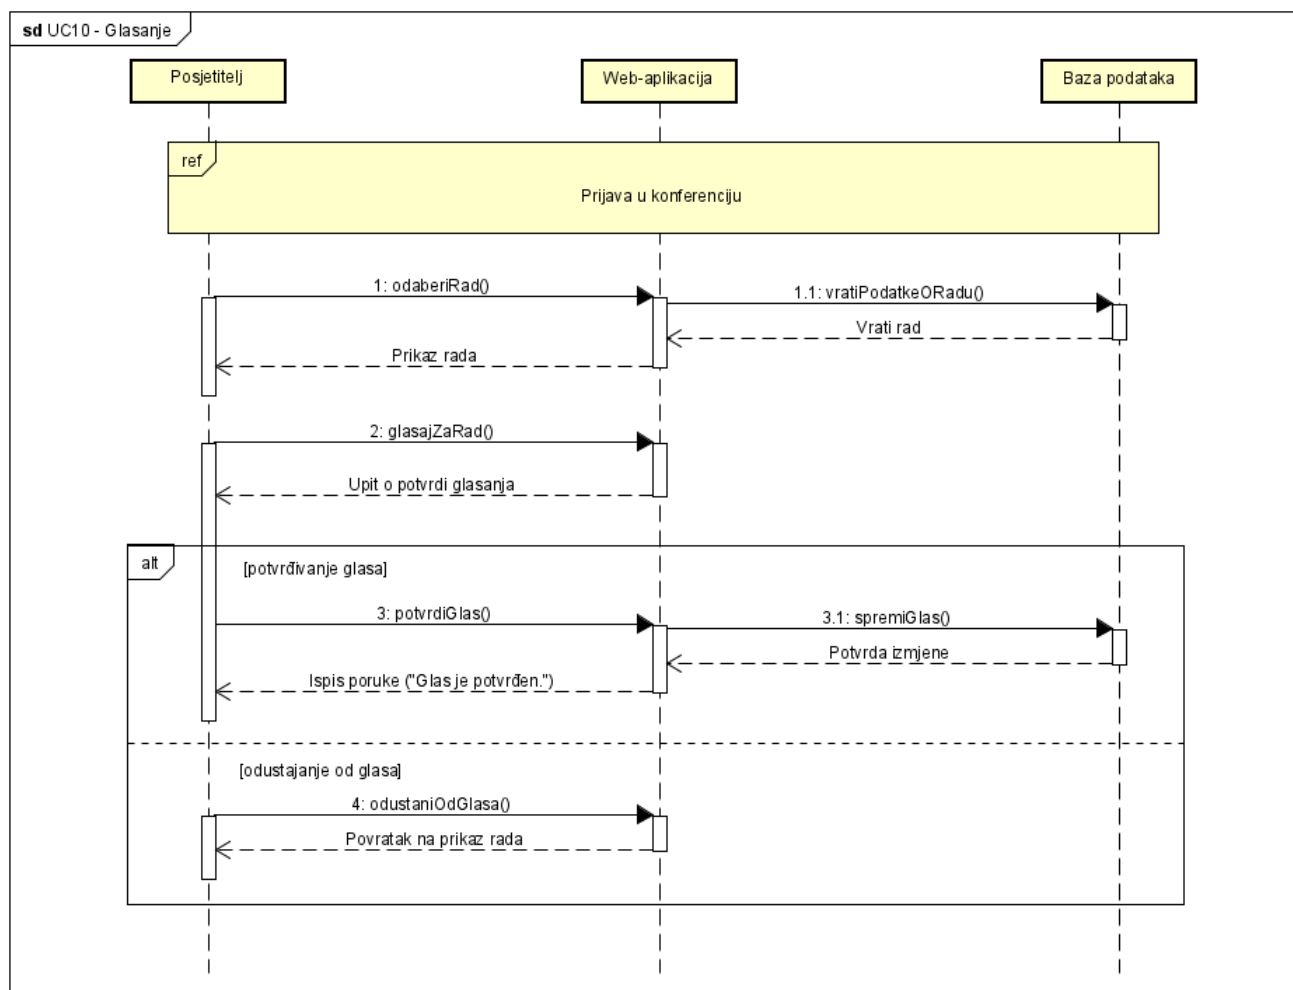 sd UC10 - Glasanje
Posjetitelj
Web-aplikacija
Baza podataka
ref
Prijava u konferenciju
1: odaberiRad()
1.1: vratiPodatkeORadu()
Vrati rad
Prikaz rada
2: glasajZaRad()
Upit o potvrdi glasanja
alt
[potvrđivanje glasa]
3: potvrdiGlas()
3.1: spremiGlas()
Potvrda izmjene
Ispis poruke ("Glas je potvrđen.")
[odustajanje od glasa]
4: odustaniOdGlasa()
Povratak na prikaz rada